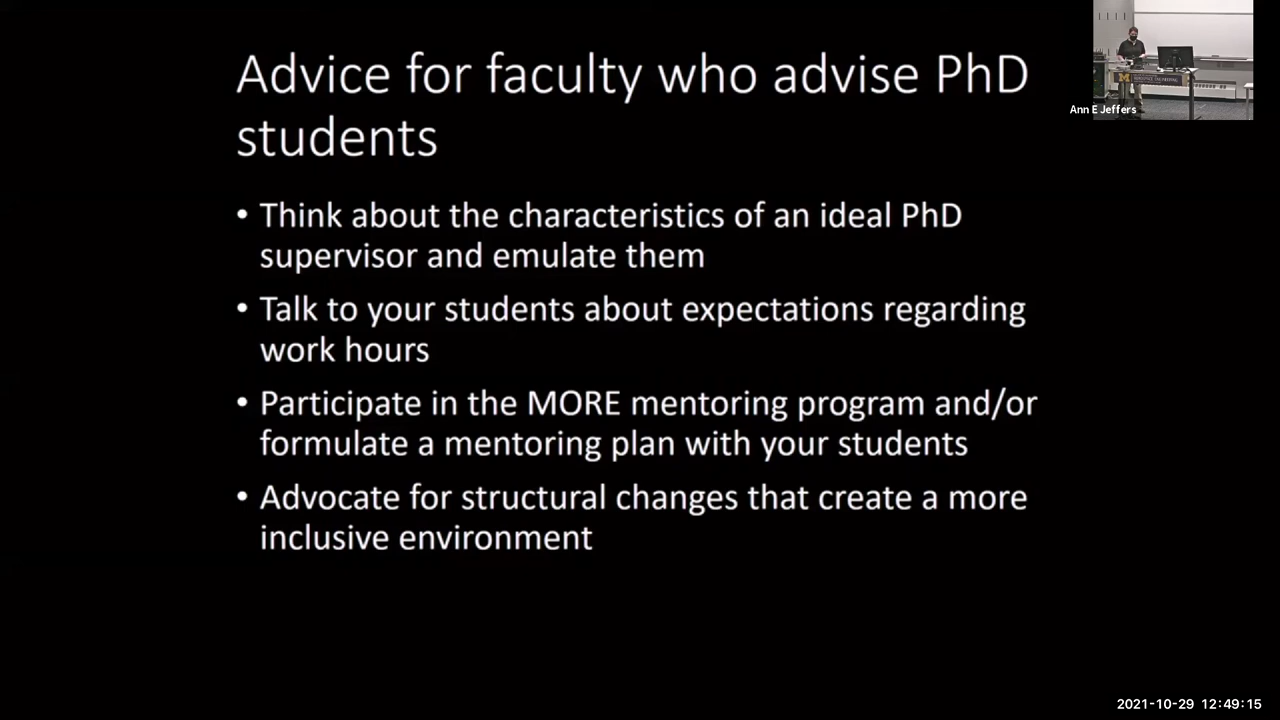 Advice for faculty who advise PhD
students
• Think about the characteristics of an ideal PhD
supervisor and emulate them
• Talk to your students about expectations regarding
work hours
• Participate in the MORE mentoring program and/or
formulate a mentoring plan with your students
• Advocate for structural changes that create a more
inclusive environment
Ann E Jeffers
2021-10-29 12:49:15